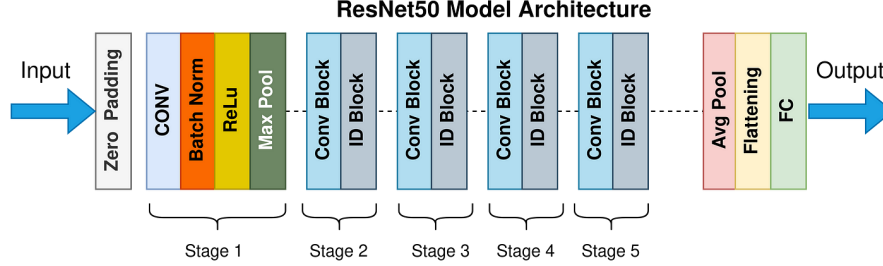 ResNet50 Model Architecture
Input
Zero Padding
CONV
Batch Norm
ReLu
Max Pool
Conv Block
ID Block
Conv Block
ID Block
Conv Block
ID Block
Conv Block
ID Block
Avg Pool
Flattening
FC
Output
Stage 1
Stage 2
Stage 3
Stage 4
Stage 5